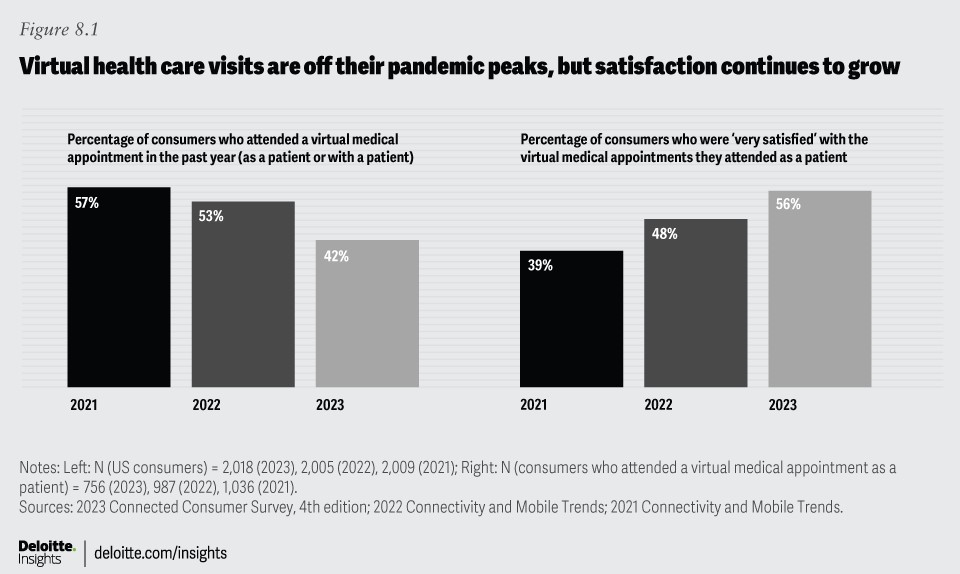 Figure 8.1
Virtual health care visits are off their pandemic peaks, but satisfaction continues to grow
Percentage of consumers who attended a virtual medical
appointment in the past year (as a patient or with a patient)
57%
53%
42%
2021
2022
2023
Percentage of consumers who were ‘very satisfied’ with the
virtual medical appointments they attended as a patient
39%
48%
56%
2021
2022
2023
Notes: Left: N (US consumers) = 2,018 (2023), 2,005 (2022), 2,009 (2021); Right: N (consumers who attended a virtual medical appointment as a
patient) = 756 (2023), 987 (2022), 1,036 (2021).
Sources: 2023 Connected Consumer Survey, 4th edition; 2022 Connectivity and Mobile Trends; 2021 Connectivity and Mobile Trends.
Deloitte.
Insights
deloitte.com/insights